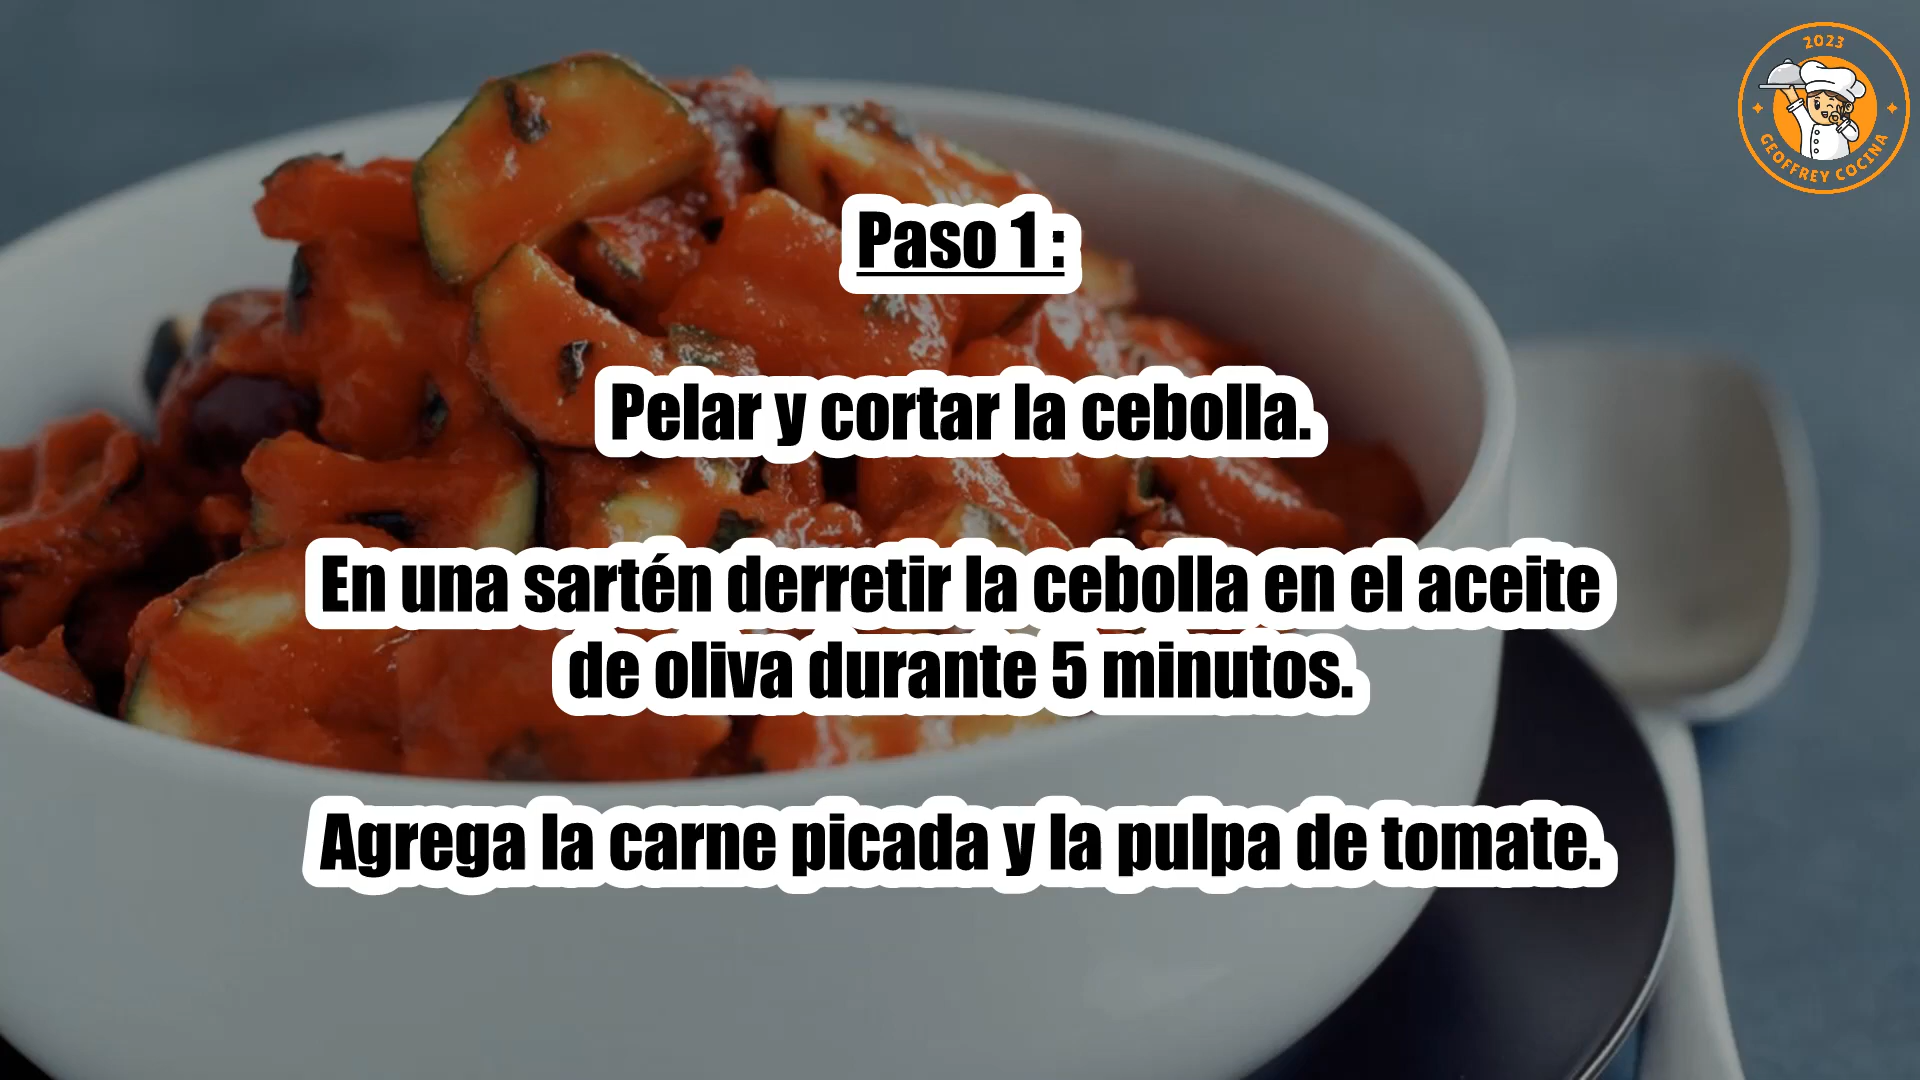 2023
GEOFFREY COCINA
Paso 1 :
Pelar y cortar la cebolla.
En una sartén derretir la cebolla en el aceite
de oliva durante 5 minutos.
Agrega la carne picada y la pulpa de tomate.